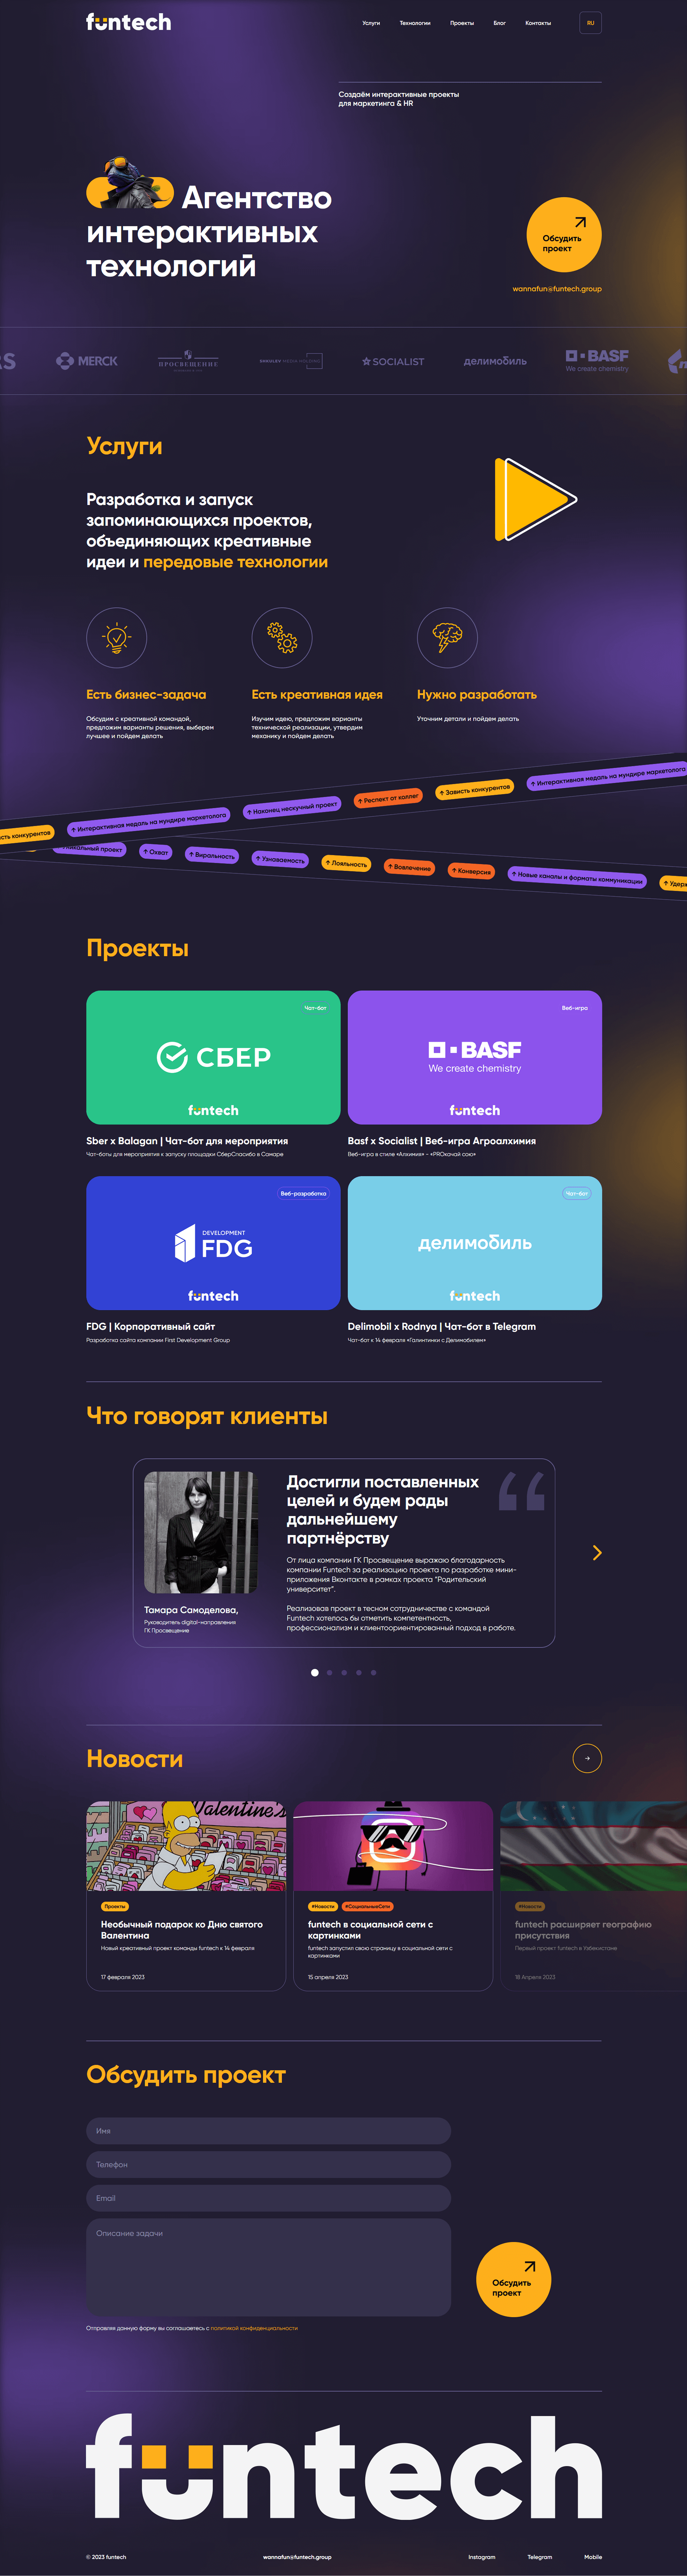 funtech
Услуги
Технологии
Проекты
Блог
Контакты
RU
Создаём интерактивные проекты
для маркетинга & HR
Агентство
интерактивных
технологий
Обсудить
проект
wannafun@funtech.group
RS
MERCK
ПРОСВЕЩЕНИЕ
SOCIALIST
делимобиль
BASF
We create chemistry
Услуги
Разработка и запуск
запоминающихся проектов,
объединяющих креативные
идеи и передовые технологии
Есть бизнес-задача
Обсудим с креативной командой,
предложим варианты решения, выберем
лучшее и пойдем делать
Есть креативная идея
Изучим идею, предложим варианты
технической реализации, утвердим
механику и пойдем делать
Нужно разработать
Уточним детали и пойдем делать
сть конкурентов
↑ Интерактивная медаль на мундире маркетолога
↑ Наконец нескучный проект
↑ Респект от коллег
↑ Зависть конкурентов
↑ Интерактивная медаль на мундире маркетолога
никальный проект
↑ Охват
↑ Виральность
↑ Узнаваемость
↑ Лояльность
↑ Вовлечение
↑ Конверсия
↑ Новые каналы и форматы коммуникации
↑ Удерж
Проекты
Чат-бот
СБЕР
funtech
Sber x Balagan | Чат-бот для мероприятия
Чат-боты для мероприятия к запуску площадки СберСпасибо в Самаре
Веб-игра
BASF
We create chemistry
funtech
Basf x Socialist | Веб-игра Агроалхимия
Веб-игра в стиле «Алхимия» - «PROкачай сою»
Веб-разработка
DEVELOPMENT
FDG
funtech
FDG | Корпоративный сайт
Разработка сайта компании First Development Group
Чат-бот
делимобиль
funtech
Delimobil x Rodnya | Чат-бот в Telegram
Чат-бот к 14 февраля «Галинтинки с Делимобилем»
Что говорят клиенты
Достигли поставленных
целей и будем рады
дальнейшему
партнёрству
От лица компании ГК Просвещение выражаю благодарность
компании Funtech за реализацию проекта по разработке мини-
приложения Вконтакте в рамках проекта "Родительский
университет".
Реализовав проект в тесном сотрудничестве с командой
Funtech хотелось бы отметить компетентность,
профессионализм и клиентоориентированный подход в работе.
Тамара Самоделова,
Руководитель digital-направления
ГК Просвещение
Новости
Valentine's
Проекты
Необычный подарок ко Дню святого
Валентина
Новый креативный проект команды funtech к 14 февраля
17 февраля 2023
#Новости
#СоциальныеСети
funtech в социальной сети с
картинками
funtech запустил свою страницу в социальной сети с
картинками
15 апреля 2023
#Новости
funtech расширяет географию
присутствия
Первый проект funtech в Узбекистане
18 Апреля 2023
Обсудить проект
Имя
Телефон
Email
Описание задачи
Обсудить
проект
Отправляя данную форму вы соглашаетесь с политикой конфиденциальности
funtech
© 2023 funtech
wannafun@funtech.group
Instagram
Telegram
Mobile